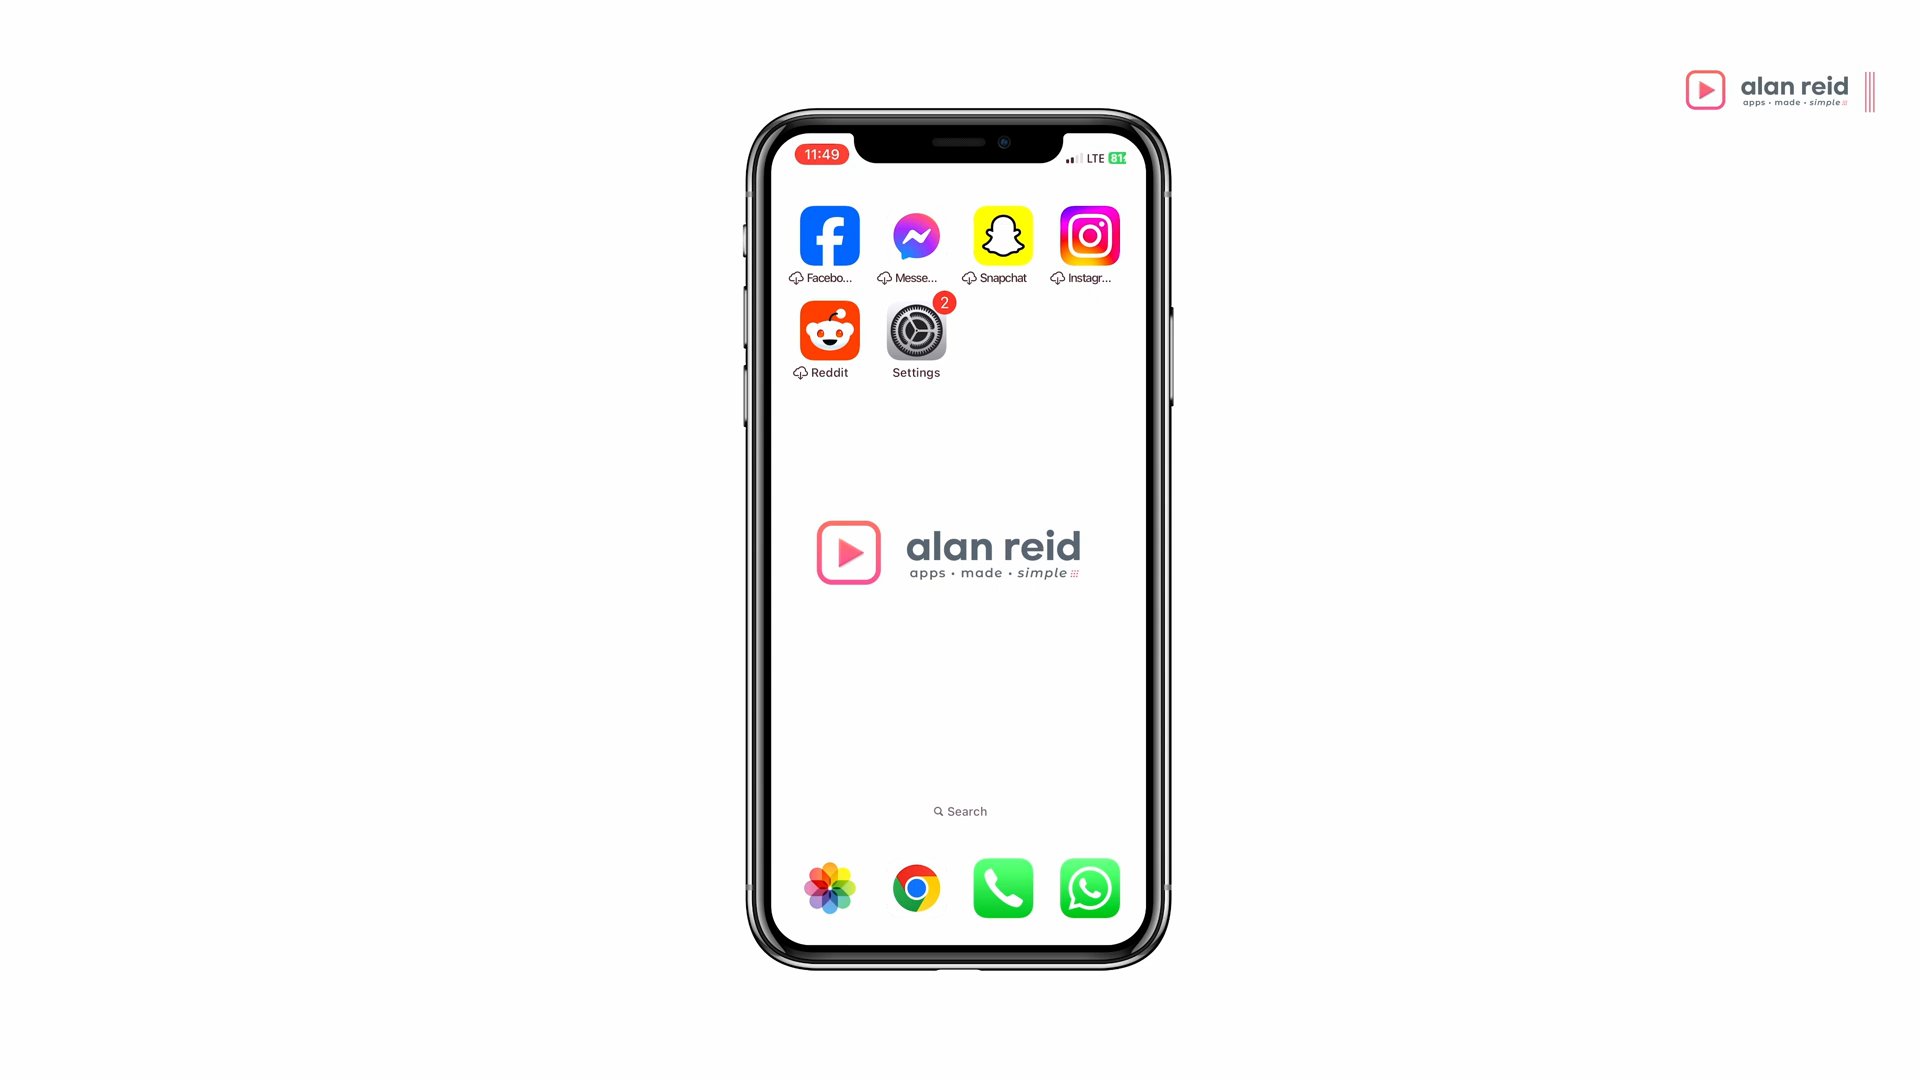 alan reid
apps • made • simple
11:49
LTE 81
Facebo...
Messe...
Snapchat
Instagr...
Reddit
Settings
2
alan reid
apps • made • simple
Search